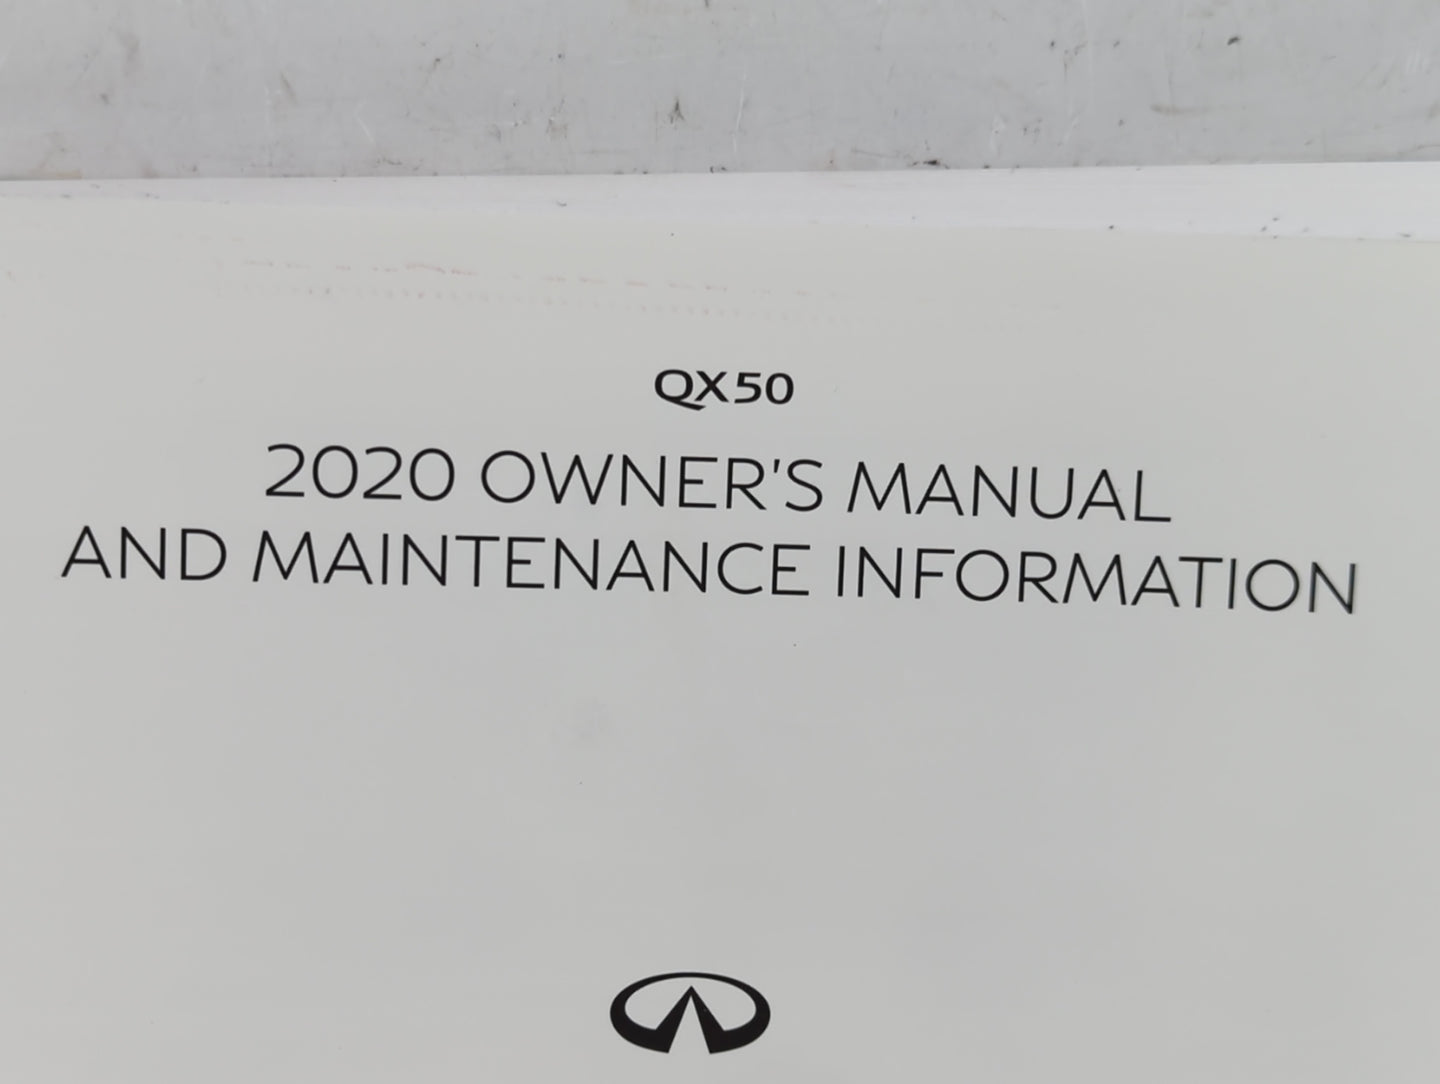 QX50
2020 OWNER'S MANUAL
AND MAINTENANCE INFORMATION